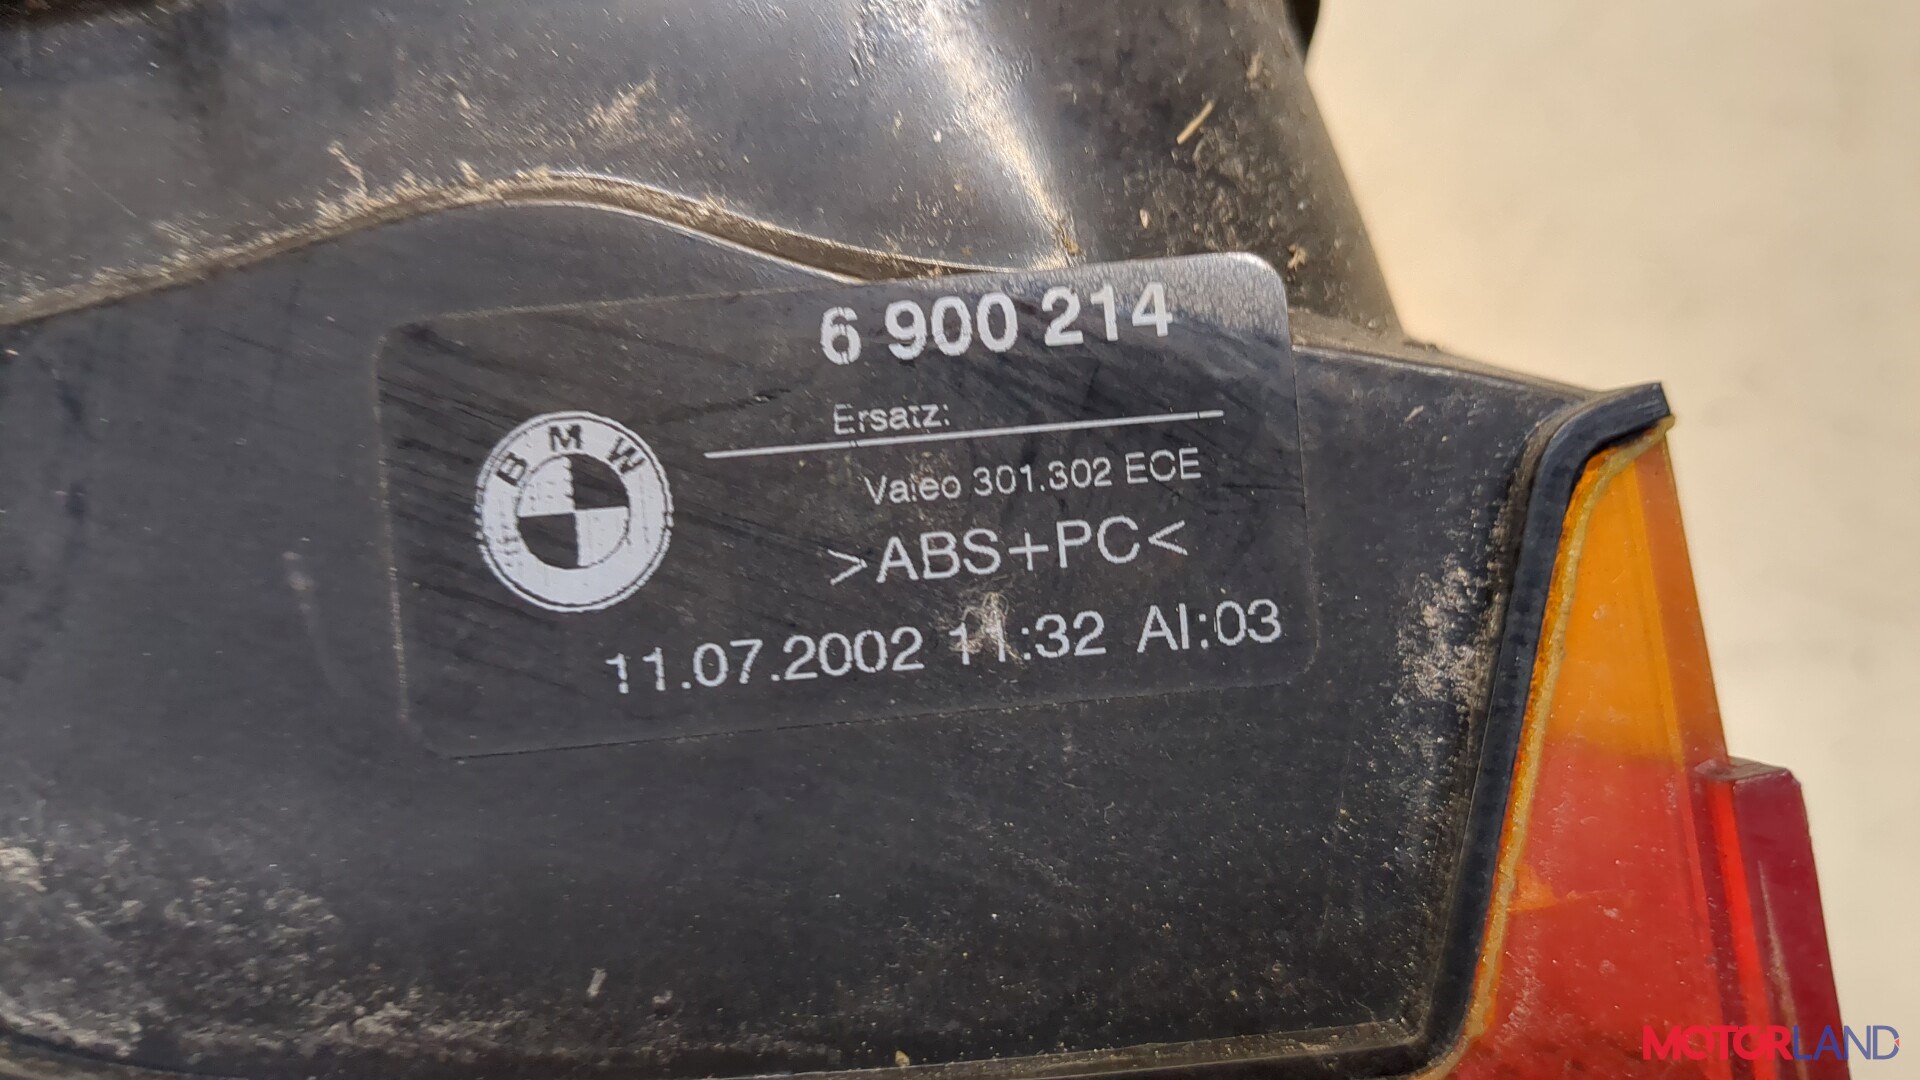 6 900 214
Ersatz:
BMW
Valeo 301.302 ECE
>ABS+PC<
11.07.2002 11:32 AI:03
MOTORLAND